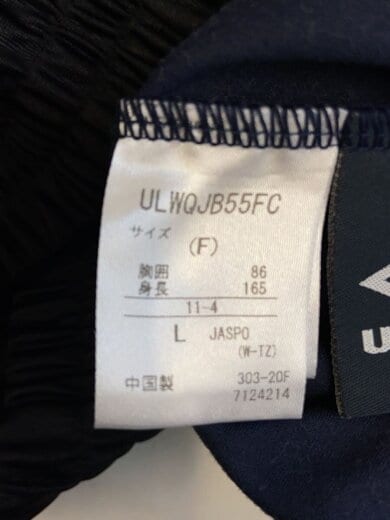 ULWQJB55FC
サイズ
(F)
胸囲 86
身長 165
11-4
L JASPO
(W-TZ)
中国製 303-20F
7124214
u